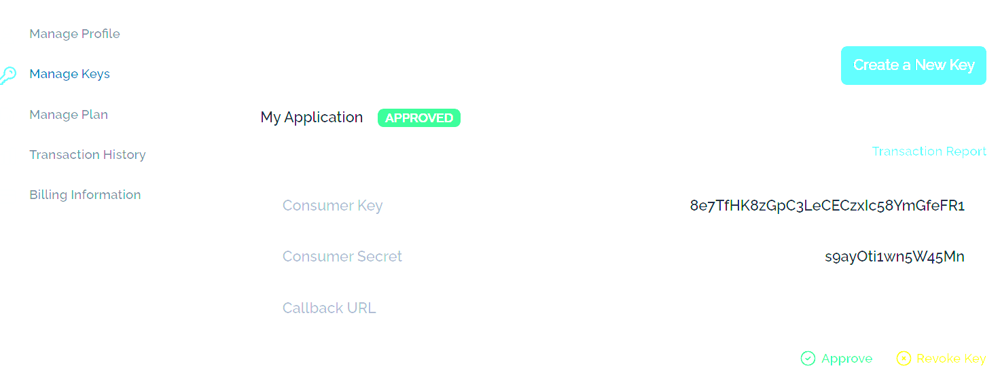 Manage Profile
Manage Keys
Create a New Key
Manage Plan
My Application APPROVED
Transaction History
Transaction Report
Billing Information
Consumer Key 8e7TfHK8zGpC3LeCECzxIc58YmGfeFR1
Consumer Secret s9ayOti1wn5W45Mn
Callback URL
Approve Revoke Key